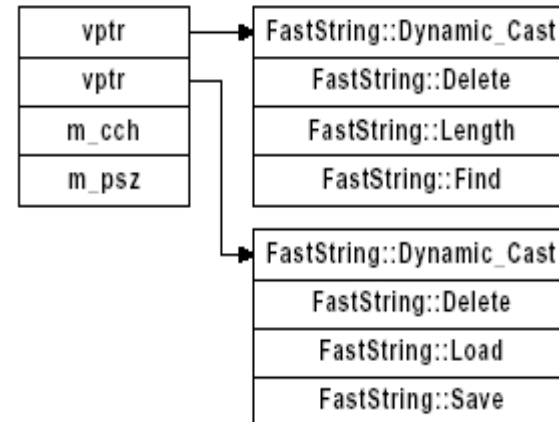 vptr
vptr
m_cch
m_psz
FastString::Dynamic_Cast
FastString::Delete
FastString::Length
FastString::Find
FastString::Dynamic_Cast
FastString::Delete
FastString::Load
FastString::Save